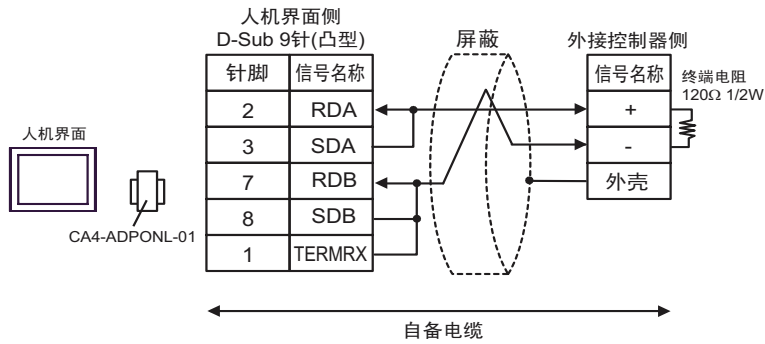 人机界面侧
D-Sub 9针(凸型)
屏蔽
外接控制器侧
针脚 信号名称
信号名称
终端电阻
120Ω 1/2W
2 RDA
+
3 SDA
-
7 RDB
外壳
8 SDB
1 TERMRX
人机界面
CA4-ADPONL-01
自备电缆